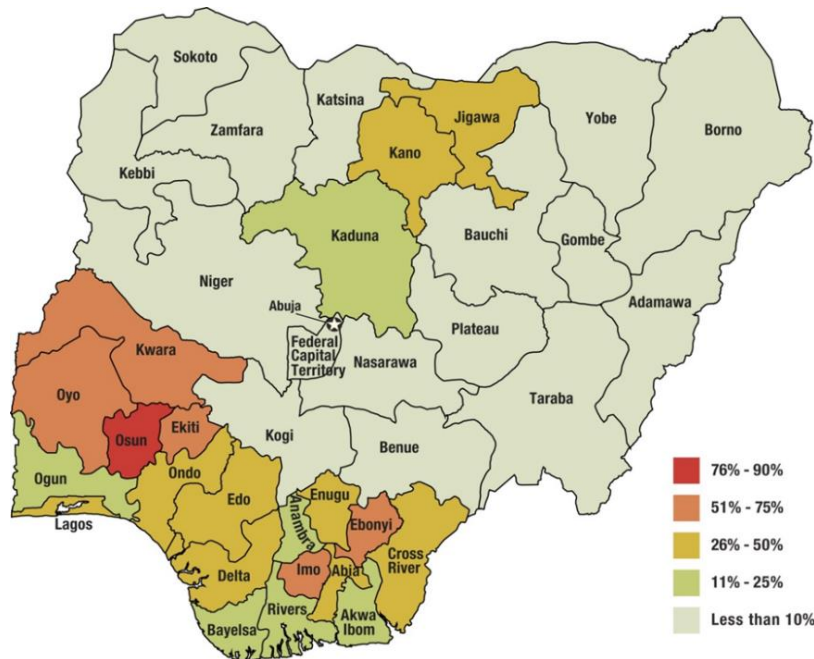 Sokoto
Katsina
Zamfara
Kebbi
Kano
Jigawa
Yobe
Borno
Kaduna
Bauchi
Gombe
Niger
Abuja
Federal
Capital
Territory
Adamawa
Plateau
Nasarawa
Kwara
Oyo
Taraba
Osun
Ekiti
Kogi
Benue
Ogun
Ondo
Edo
Lagos
Anambra
Enugu
Ebonyi
Cross
River
Delta
Imo
Abia
Bayelsa
Rivers
Akwa
Ibom
76% - 90%
51% - 75%
26% - 50%
11% - 25%
Less than 10%